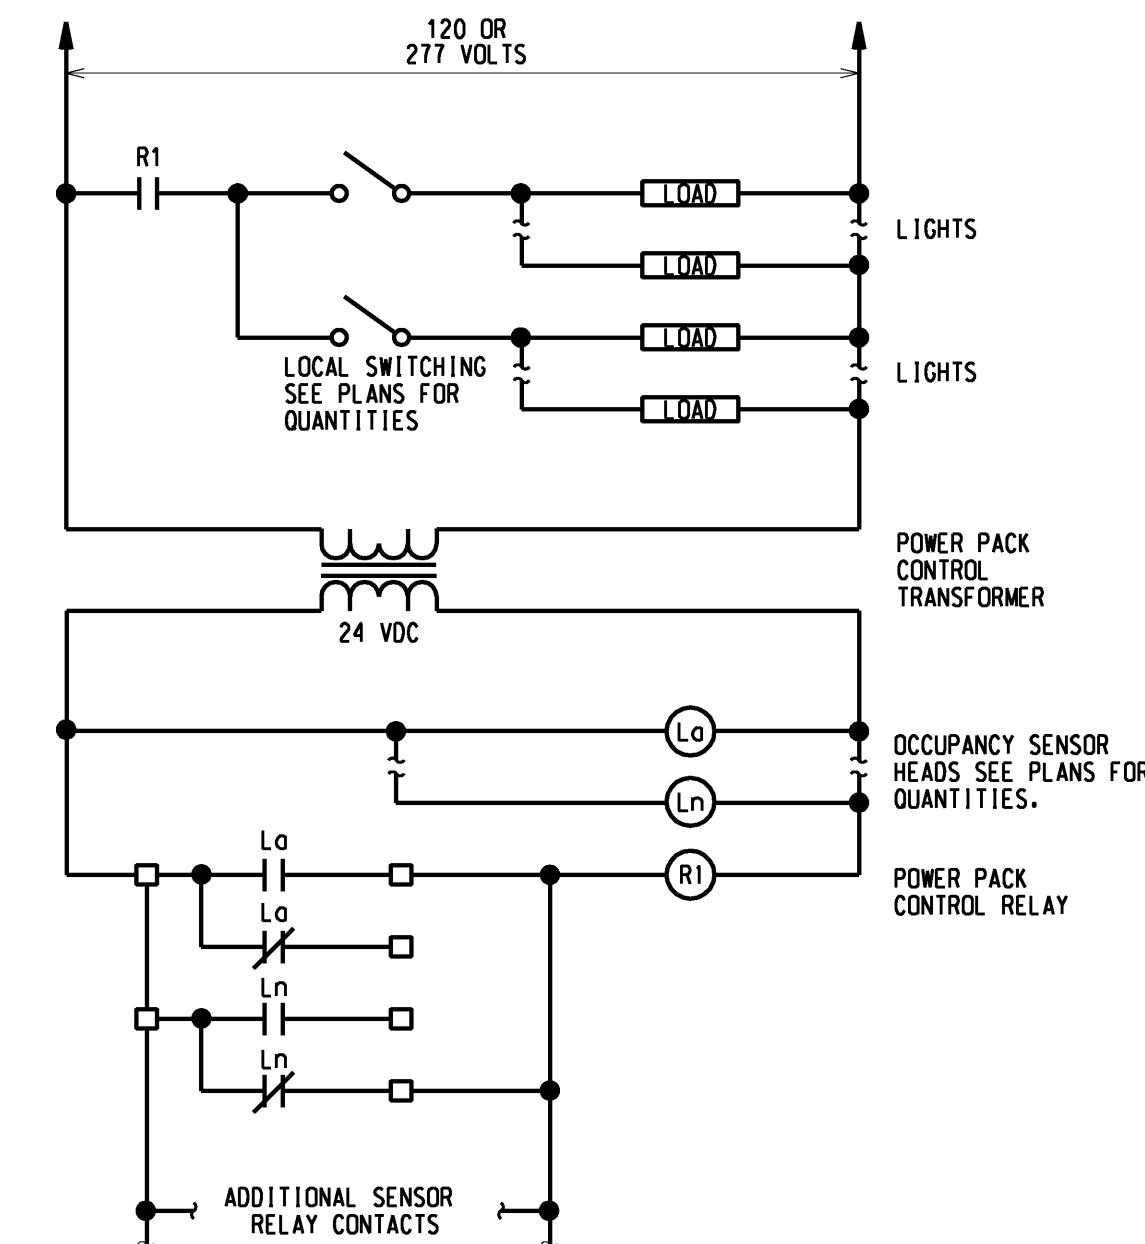 120 OR
277 VOLTS
R1
LOAD
LIGHTS
LOAD
LOAD
LOCAL SWITCHING
SEE PLANS FOR
QUANTITIES
LIGHTS
LOAD
POWER PACK
CONTROL
TRANSFORMER
24 VDC
La
OCCUPANCY SENSOR
HEADS SEE PLANS FOR
QUANTITIES.
Ln
La
R1
POWER PACK
CONTROL RELAY
La
Ln
Ln
ADDITIONAL SENSOR
RELAY CONTACTS